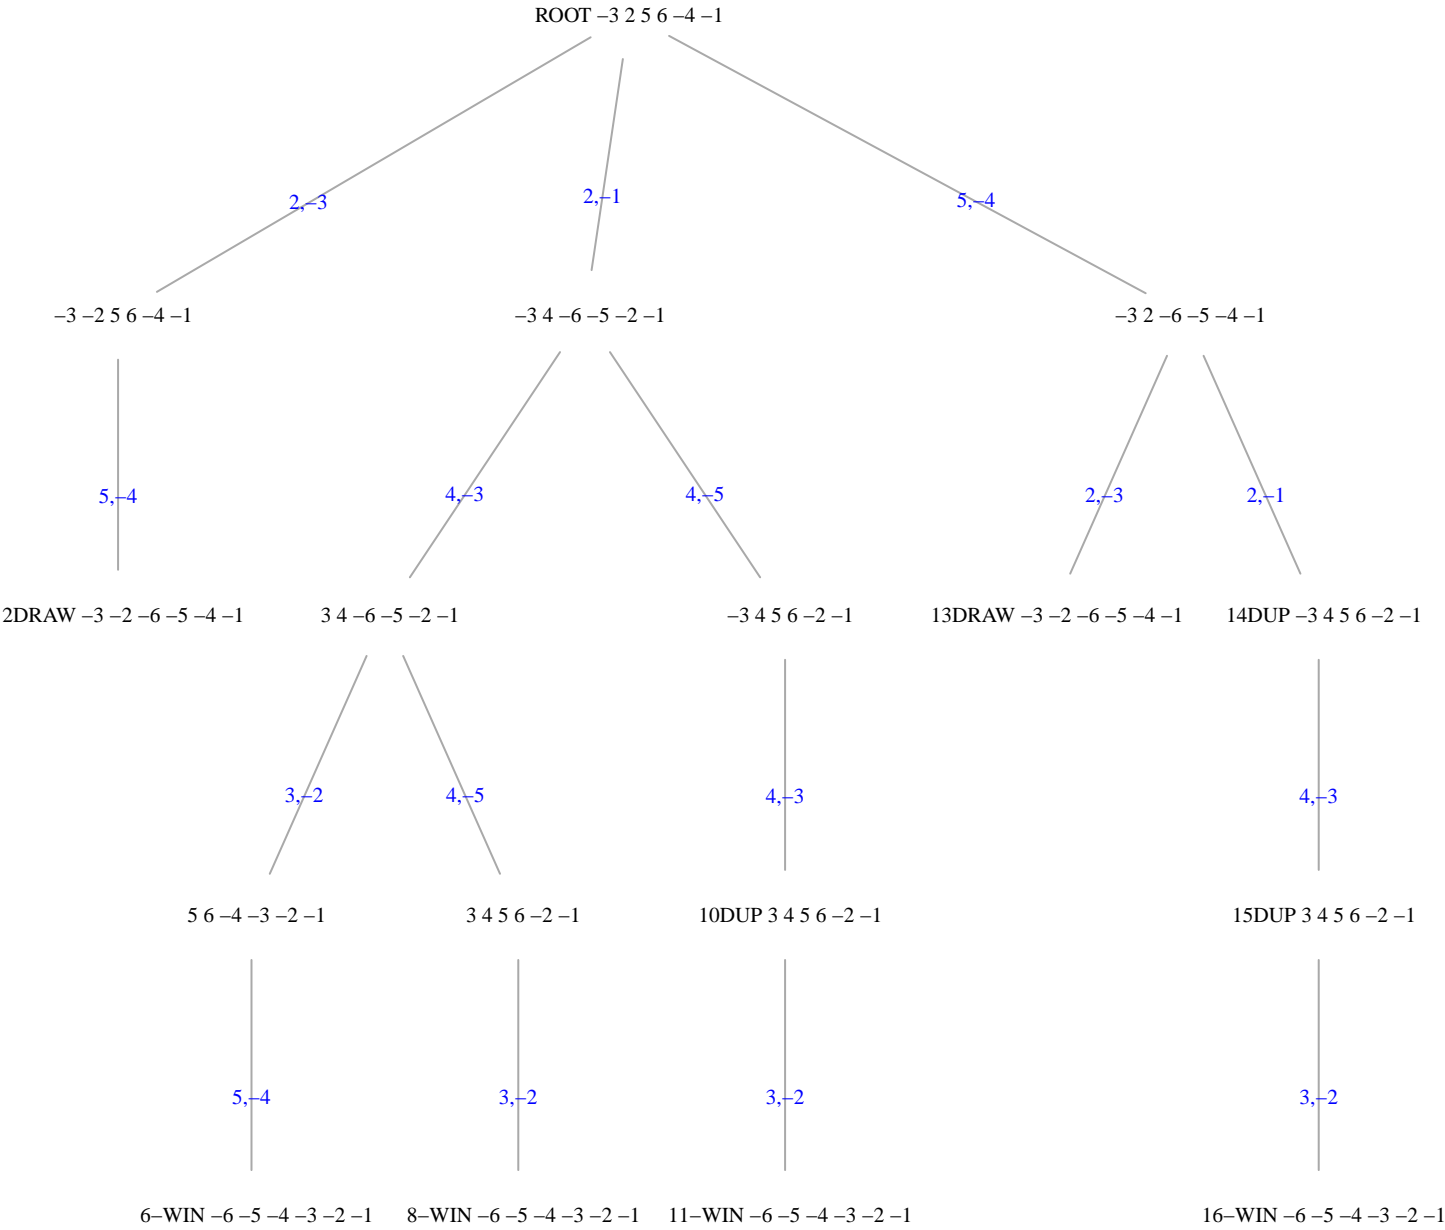 ROOT −3 2 5 6 −4 −1
2,−3
2,−1
5,−4
−3 −2 5 6 −4 −1
−3 4 −6 −5 −2 −1
−3 2 −6 −5 −4 −1
5,−4
4,−3
4,−5
2,−3
2,−1
2DRAW −3 −2 −6 −5 −4 −1
3 4 −6 −5 −2 −1
−3 4 5 6 −2 −1
13DRAW −3 −2 −6 −5 −4 −1
14DUP −3 4 5 6 −2 −1
3,−2
4,−5
4,−3
4,−3
5 6 −4 −3 −2 −1
3 4 5 6 −2 −1
10DUP 3 4 5 6 −2 −1
15DUP 3 4 5 6 −2 −1
5,−4
3,−2
3,−2
3,−2
6−WIN −6 −5 −4 −3 −2 −1
8−WIN −6 −5 −4 −3 −2 −1
11−WIN −6 −5 −4 −3 −2 −1
16−WIN −6 −5 −4 −3 −2 −1